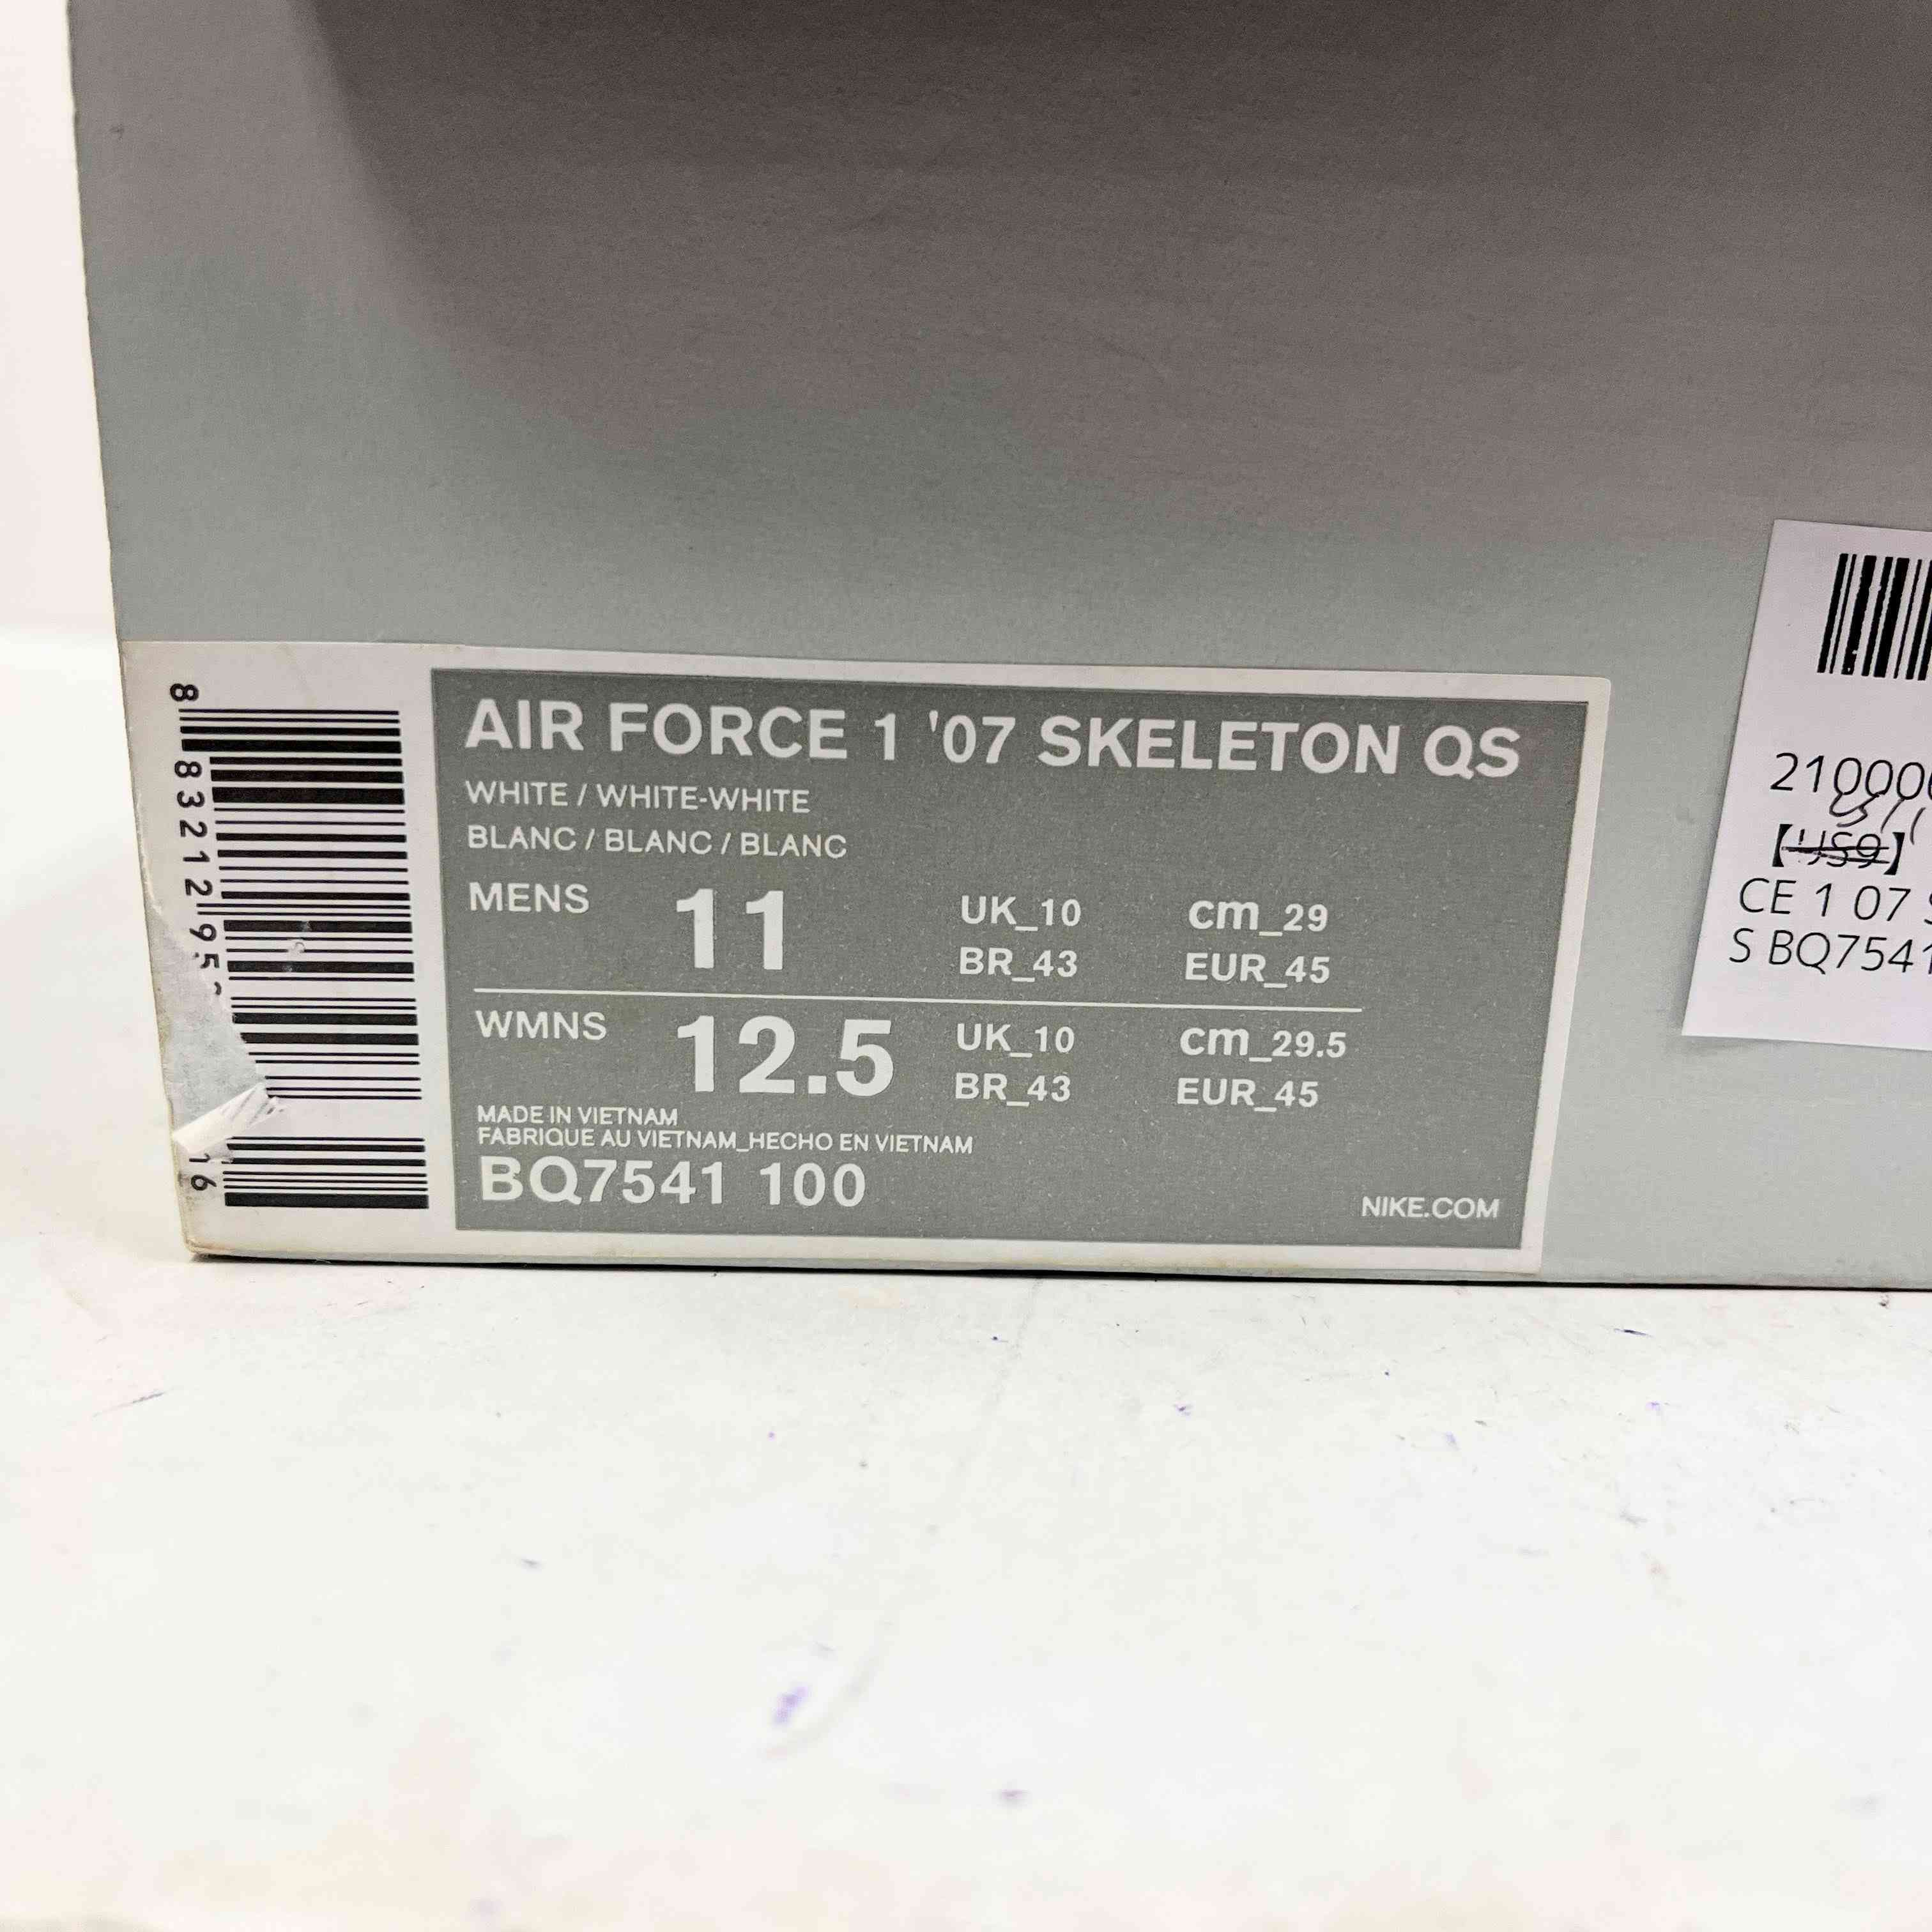 AIR FORCE 1 '07 SKELETON QS
WHITE / WHITE-WHITE
BLANC / BLANC / BLANC
MENS 11 UK_10 cm_29
BR_43 EUR_45
WMNS 12.5 UK_10 cm_29.5
BR_43 EUR_45
MADE IN VIETNAM
FABRIQUE AU VIETNAM_HECHO EN VIETNAM
BQ7541 100
NIKE.COM
8 83212 95
16
21000
【US9】
CE 1 07
S BQ7541